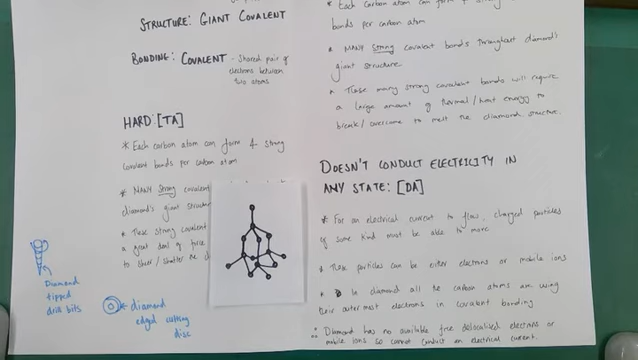 STRUCTURE: GIANT COVALENT
BONDING: COVALENT - Shared pair of
electrons between
two atoms
HARD: [TA]
* Each carbon atom can form 4 strong
covalent bonds per carbon atom
* MANY strong covalent
diamond's giant structure
* These strong covalent
a great deal of force
to shear/shatter the d
Diamond
tipped
drill bits
diamond
edged cutting
disc
* Each carbon atom can form 4 strong
bonds per carbon atom
* MANY strong covalent bonds throughout diamond's
giant structure
* These many strong covalent bonds will require
a large amount of thermal/heat energy to
break/overcome to melt the diamond structure.
DOESN'T CONDUCT ELECTRICITY IN
ANY STATE: [DA]
* For an electrical current to flow, charged particles
of some kind must be able to move
* These particles can be either electrons or mobile ions
* In diamond all the carbon atoms are using
their outer most electrons in covalent bonding
∴ Diamond has no available free delocalised electrons or
mobile ions so cannot conduct an electrical current.